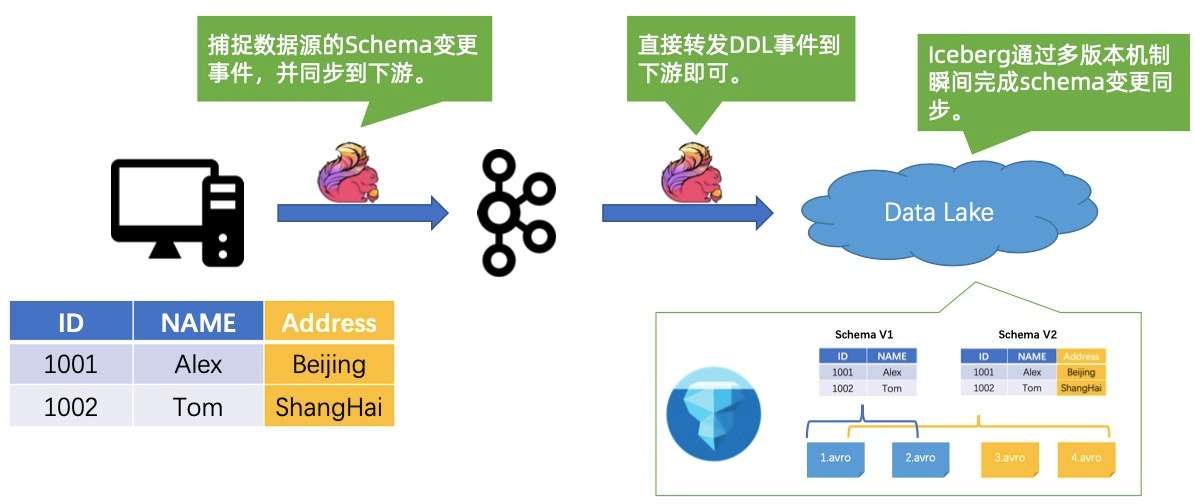 捕捉数据源的Schema变更
事件，并同步到下游。
直接转发DDL事件到
下游即可。
Iceberg通过多版本机制
瞬间完成schema变更同
步。
Data Lake
ID NAME Address
1001 Alex Beijing
1002 Tom ShangHai
Schema V1
ID NAME
1001 Alex
1002 Tom
Schema V2
ID NAME Address
1001 Alex Beijing
1002 Tom ShangHai
1.avro 2.avro 3.avro 4.avro